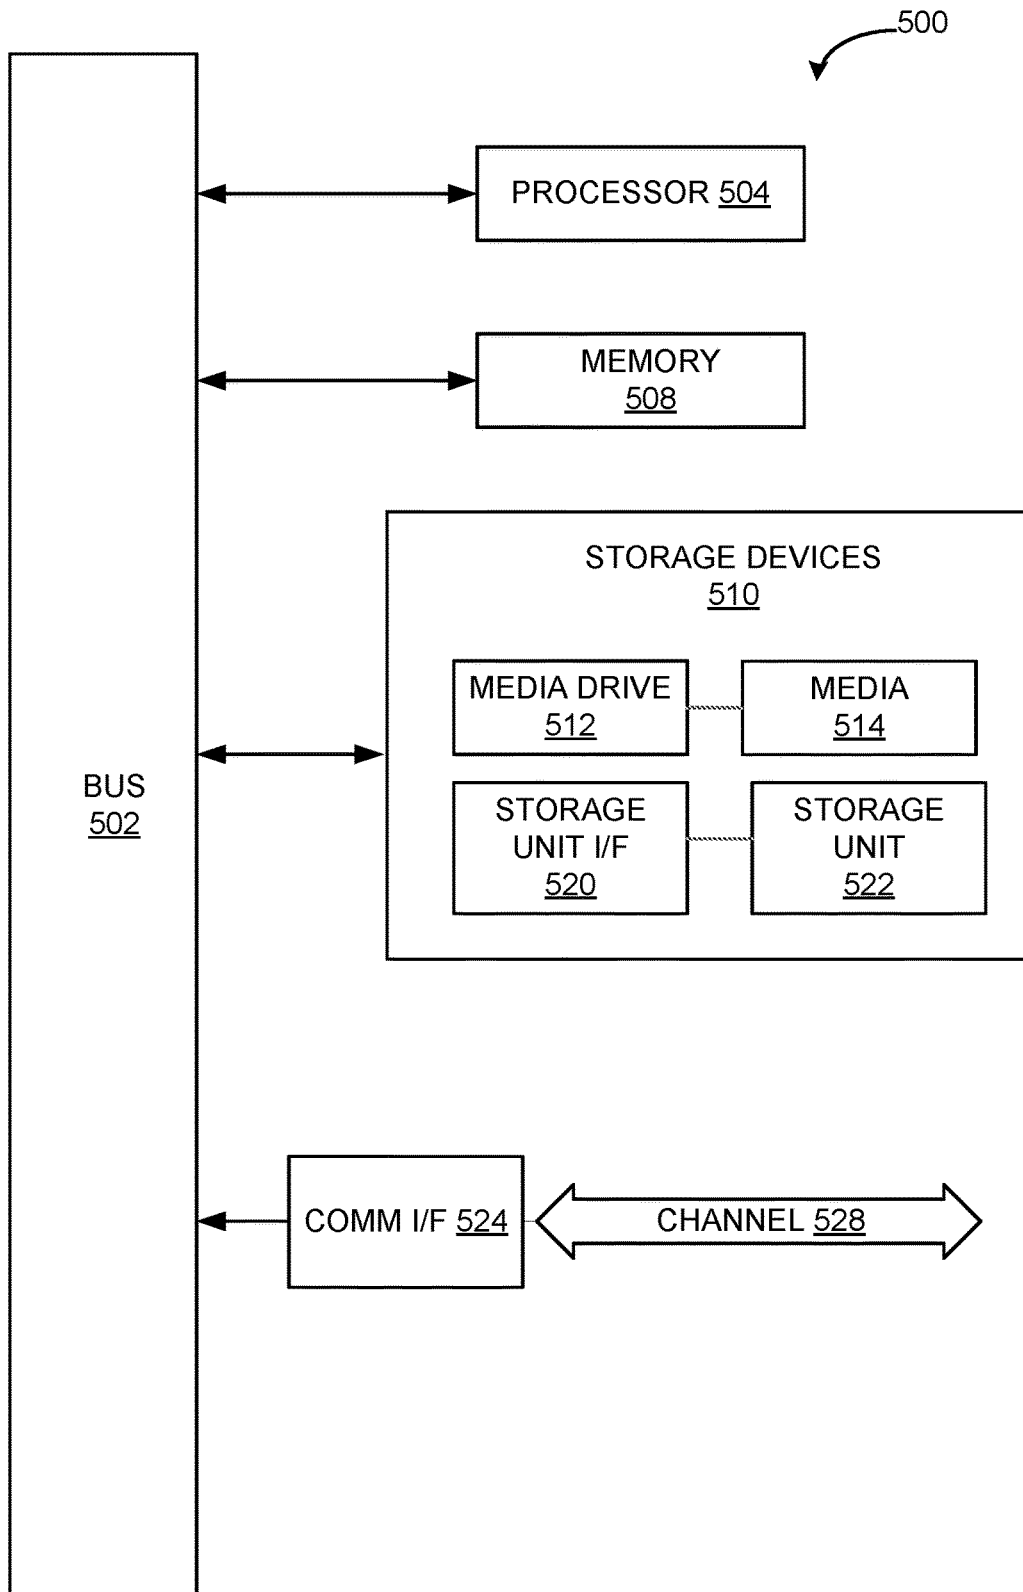 500
PROCESSOR 504
MEMORY
508
STORAGE DEVICES
510
MEDIA DRIVE
512
MEDIA
514
BUS
502
STORAGE
UNIT I/F
520
STORAGE
UNIT
522
COMM I/F 524
CHANNEL 528